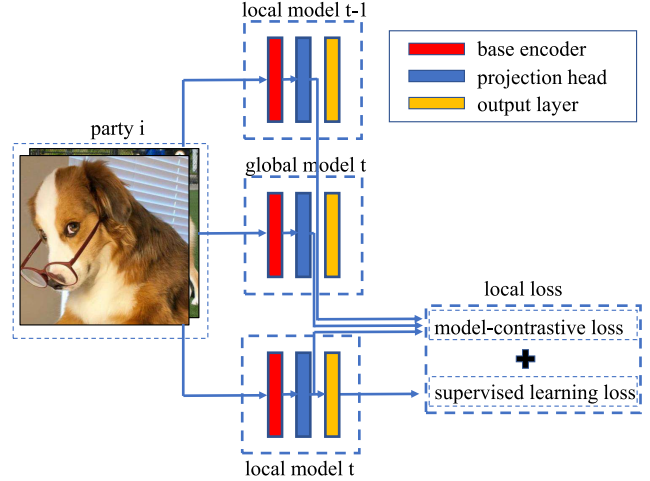 local model t-1
base encoder
projection head
output layer
party i
global model t
local loss
model-contrastive loss
+
supervised learning loss
local model t